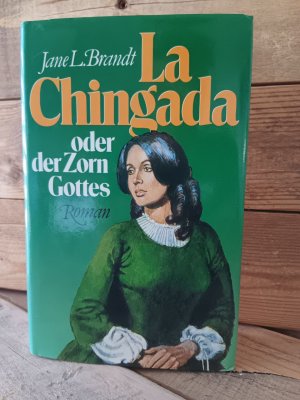 Jane L. Brandt
La
Chingada
oder
der Zorn
Gottes
Roman